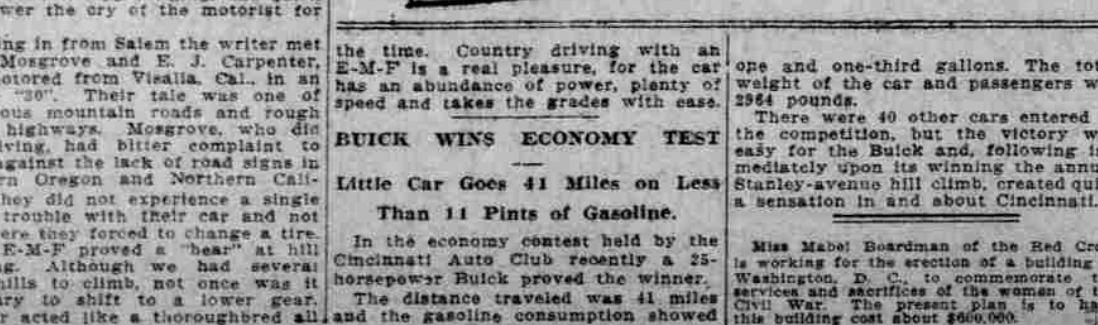 wer the cry of the motorist for
ng in from Salem the writer met
Mosgrove and E. J. Carpenter,
otored from Visalia, Cal., in an
"30". Their tale was one of
ous mountain roads and rough
highways. Mosgrove, who did
iving, had bitter complaint to
against the lack of road signs in
rn Oregon and Northern Cali-
hey did not experience a single
trouble with their car and not
ere they forced to change a tire.
E-M-F proved a "bear" at hill
g. Although we had several
hills to climb, not once was it
ary to shift to a lower gear.
r acted like a thoroughbred all
the time. Country driving with an
E-M-F is a real pleasure, for the car
has an abundance of power, plenty of
speed and takes the grades with ease.
BUICK WINS ECONOMY TEST
Little Car Goes 41 Miles on Less
Than 11 Pints of Gasoline.
In the economy contest held by the
Cincinnati Auto Club recently a 25-
horsepower Buick proved the winner.
The distance traveled was 41 miles
and the gasoline consumption showed
one and one-third gallons. The tot
weight of the car and passengers w
2964 pounds.
There were 40 other cars entered
the competition, but the victory w
easy for the Buick and, following i
mediately upon its winning the annu
Stanley-avenue hill climb, created qui
a sensation in and about Cincinnati.
Miss Mabel Boardman of the Red Cro
is working for the erection of a building
Washington, D. C., to commemorate t
services and sacrifices of the women of t
Civil War. The present plan is to ha
this building cost about $600,000.